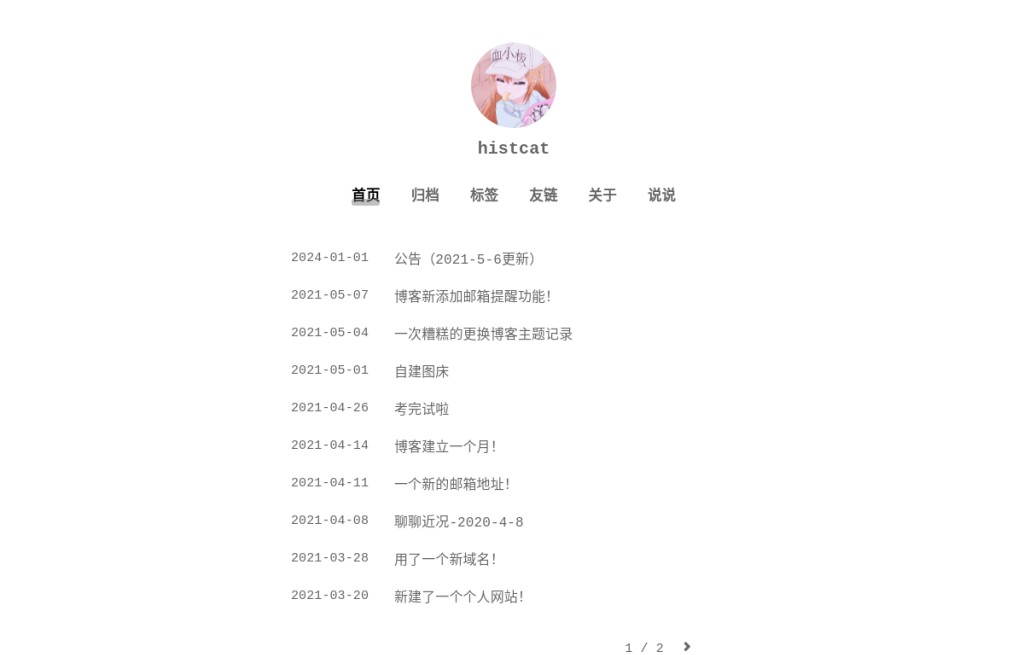 血小板
histcat
首页 归档 标签 友链 关于 说说
2024-01-01 公告（2021-5-6更新）
2021-05-07 博客新添加邮箱提醒功能！
2021-05-04 一次糟糕的更换博客主题记录
2021-05-01 自建图床
2021-04-26 考完试啦
2021-04-14 博客建立一个月！
2021-04-11 一个新的邮箱地址！
2021-04-08 聊聊近况-2020-4-8
2021-03-28 用了一个新域名！
2021-03-20 新建了一个个人网站！
1 / 2